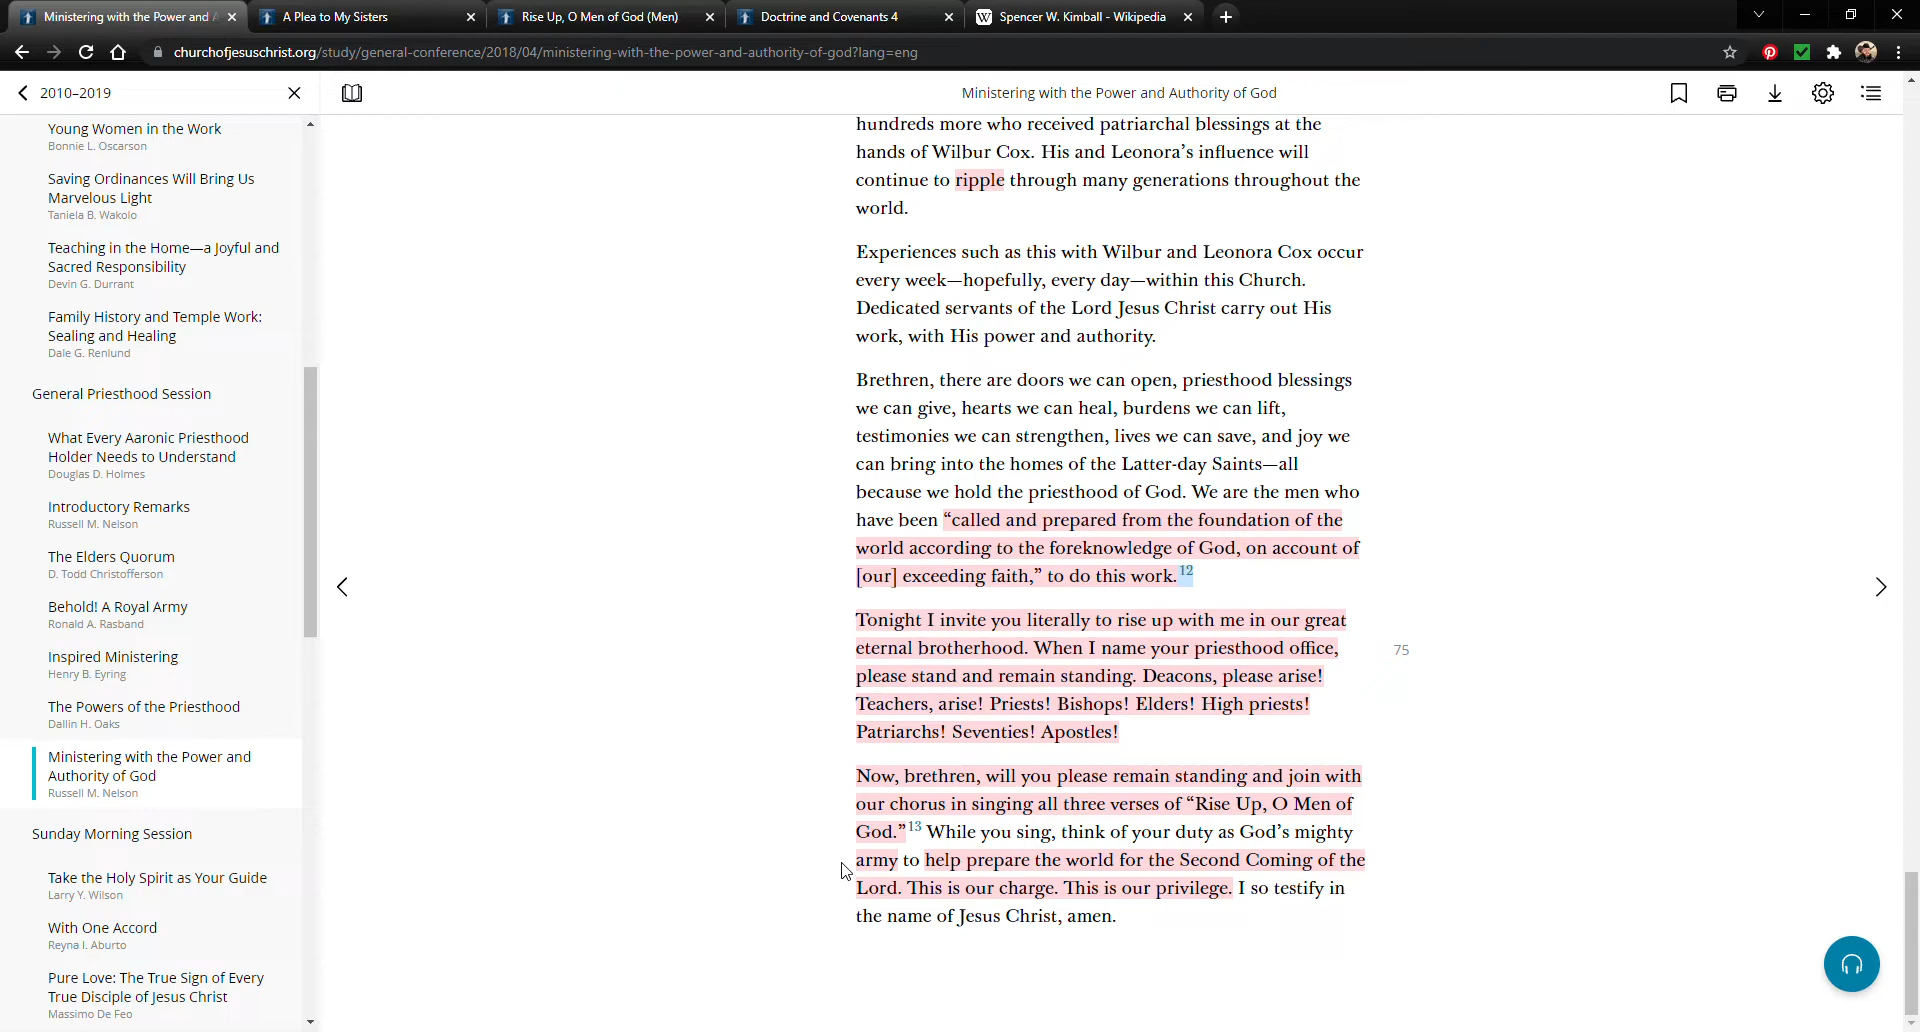 Ministering with the Power and A
A Plea to My Sisters
Rise Up, O Men of God (Men)
Doctrine and Covenants 4
Spencer W. Kimball - Wikipedia
churchofjesuschrist.org/study/general-conference/2018/04/ministering-with-the-power-and-authority-of-god?lang=eng
2010–2019
Ministering with the Power and Authority of God
Young Women in the Work
Bonnie L. Oscarson
Saving Ordinances Will Bring Us
Marvelous Light
Taniela B. Wakolo
Teaching in the Home—a Joyful and
Sacred Responsibility
Devin G. Durrant
Family History and Temple Work:
Sealing and Healing
Dale G. Renlund
General Priesthood Session
What Every Aaronic Priesthood
Holder Needs to Understand
Douglas D. Holmes
Introductory Remarks
Russell M. Nelson
The Elders Quorum
D. Todd Christofferson
Behold! A Royal Army
Ronald A. Rasband
Inspired Ministering
Henry B. Eyring
The Powers of the Priesthood
Dallin H. Oaks
Ministering with the Power and
Authority of God
Russell M. Nelson
Sunday Morning Session
Take the Holy Spirit as Your Guide
Larry Y. Wilson
With One Accord
Reyna I. Aburto
Pure Love: The True Sign of Every
True Disciple of Jesus Christ
Massimo De Feo
hundreds more who received patriarchal blessings at the
hands of Wilbur Cox. His and Leonora’s influence will
continue to ripple through many generations throughout the
world.
Experiences such as this with Wilbur and Leonora Cox occur
every week—hopefully, every day—within this Church.
Dedicated servants of the Lord Jesus Christ carry out His
work, with His power and authority.
Brethren, there are doors we can open, priesthood blessings
we can give, hearts we can heal, burdens we can lift,
testimonies we can strengthen, lives we can save, and joy we
can bring into the homes of the Latter-day Saints—all
because we hold the priesthood of God. We are the men who
have been “called and prepared from the foundation of the
world according to the foreknowledge of God, on account of
[our] exceeding faith,” to do this work.12
Tonight I invite you literally to rise up with me in our great
eternal brotherhood. When I name your priesthood office,
please stand and remain standing. Deacons, please arise!
Teachers, arise! Priests! Bishops! Elders! High priests!
Patriarchs! Seventies! Apostles!
75
Now, brethren, will you please remain standing and join with
our chorus in singing all three verses of “Rise Up, O Men of
God.”13 While you sing, think of your duty as God’s mighty
army to help prepare the world for the Second Coming of the
Lord. This is our charge. This is our privilege. I so testify in
the name of Jesus Christ, amen.